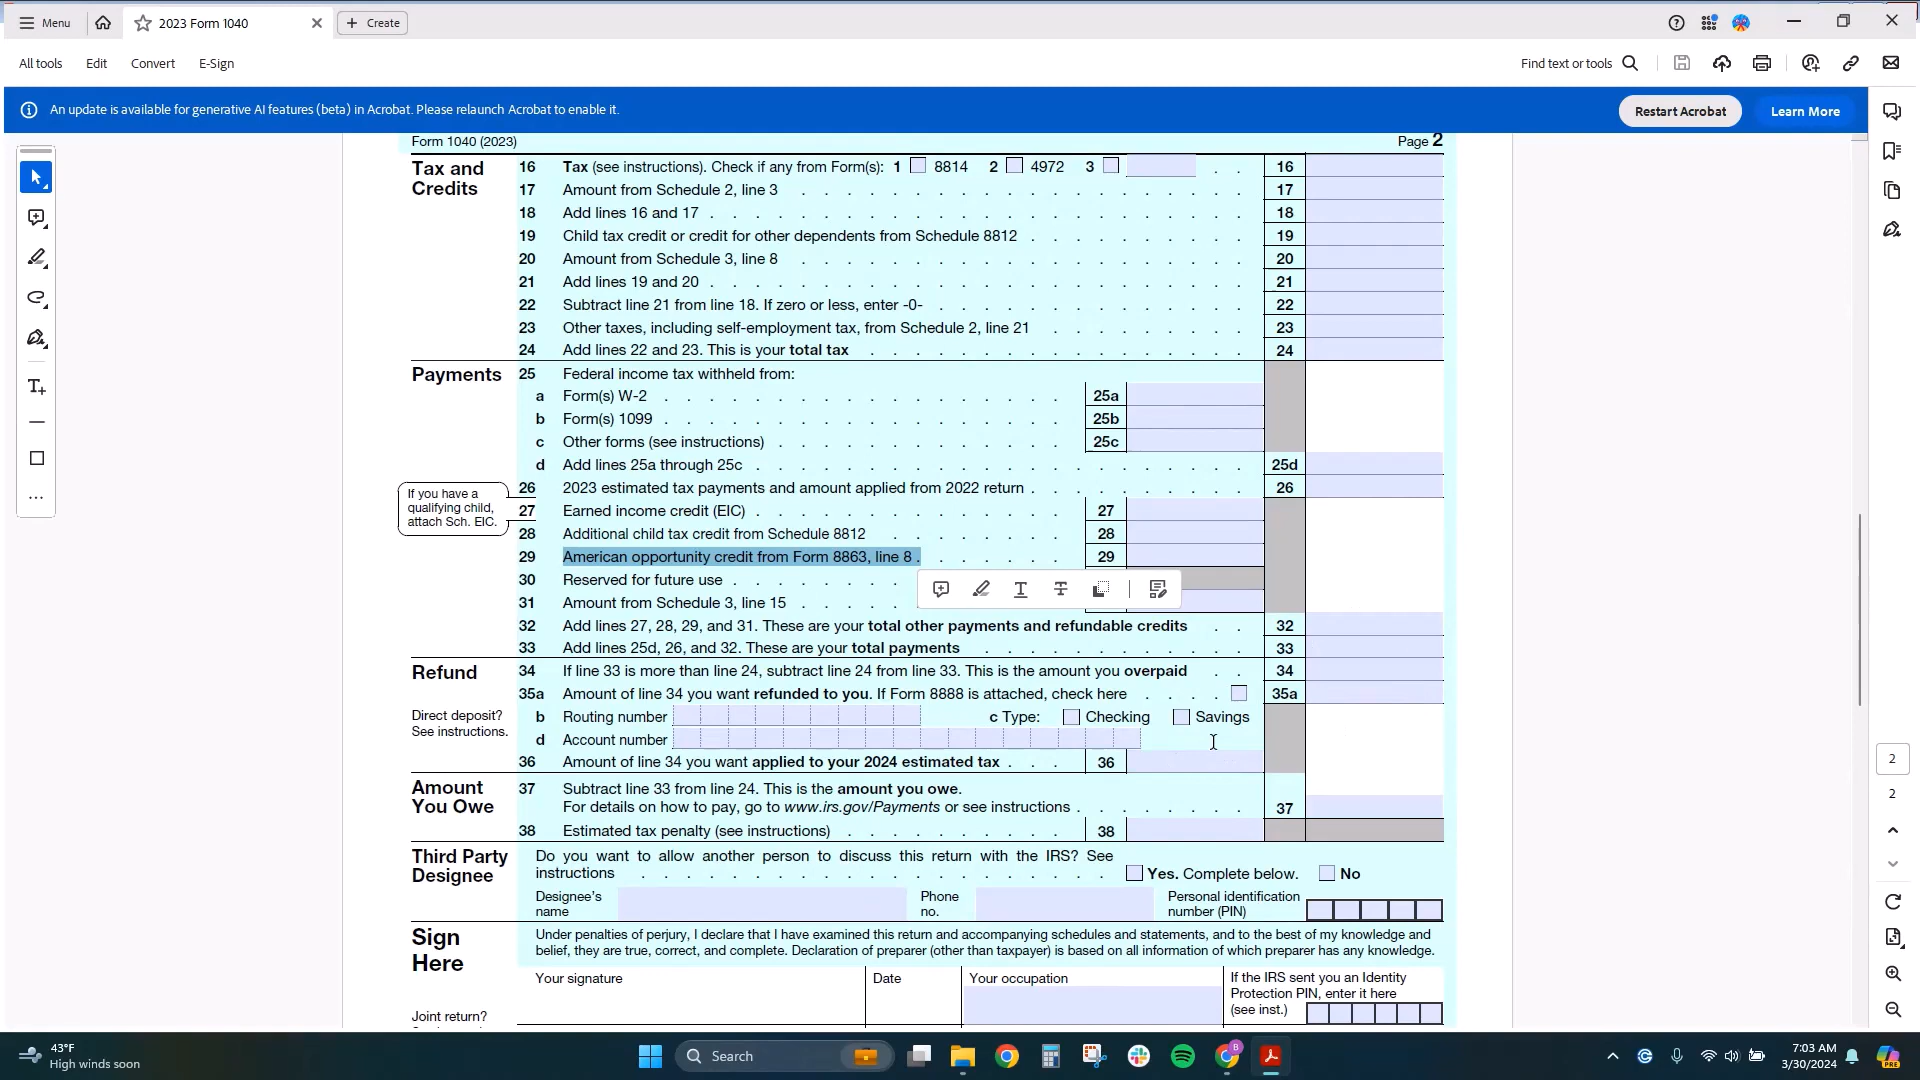 Menu
2023 Form 1040
Create
All tools
Edit
Convert
E-Sign
Find text or tools
An update is available for generative AI features (beta) in Acrobat. Please relaunch Acrobat to enable it.
Restart Acrobat
Learn More
Form 1040 (2023)
Page 2
Tax and Credits
16 Tax (see instructions). Check if any from Form(s): 1 8814 2 4972 3 . . 16
17 Amount from Schedule 2, line 3 17
18 Add lines 16 and 17 18
19 Child tax credit or credit for other dependents from Schedule 8812 19
20 Amount from Schedule 3, line 8 20
21 Add lines 19 and 20 21
22 Subtract line 21 from line 18. If zero or less, enter -0- 22
23 Other taxes, including self-employment tax, from Schedule 2, line 21 23
24 Add lines 22 and 23. This is your total tax 24
Payments
25 Federal income tax withheld from:
a Form(s) W-2 25a
b Form(s) 1099 25b
c Other forms (see instructions) 25c
d Add lines 25a through 25c 25d
If you have a
qualifying child,
attach Sch. EIC.
26 2023 estimated tax payments and amount applied from 2022 return 26
27 Earned income credit (EIC) 27
28 Additional child tax credit from Schedule 8812 28
29 American opportunity credit from Form 8863, line 8 . 29
30 Reserved for future use
31 Amount from Schedule 3, line 15
32 Add lines 27, 28, 29, and 31. These are your total other payments and refundable credits . . 32
33 Add lines 25d, 26, and 32. These are your total payments 33
Refund
34 If line 33 is more than line 24, subtract line 24 from line 33. This is the amount you overpaid . . 34
35a Amount of line 34 you want refunded to you. If Form 8888 is attached, check here 35a
Direct deposit?
See instructions.
b Routing number c Type: Checking Savings
d Account number
36 Amount of line 34 you want applied to your 2024 estimated tax . . . 36
Amount
You Owe
37 Subtract line 33 from line 24. This is the amount you owe.
For details on how to pay, go to www.irs.gov/Payments or see instructions 37
38 Estimated tax penalty (see instructions) 38
Third Party
Designee
Do you want to allow another person to discuss this return with the IRS? See
instructions Yes. Complete below. No
Designee's
name
Phone
no.
Personal identification
number (PIN)
Sign
Here
Under penalties of perjury, I declare that I have examined this return and accompanying schedules and statements, and to the best of my knowledge and
belief, they are true, correct, and complete. Declaration of preparer (other than taxpayer) is based on all information of which preparer has any knowledge.
Your signature
Date
Your occupation
If the IRS sent you an Identity
Protection PIN, enter it here
(see inst.)
Joint return?
2
2
43°F
High winds soon
Search
7:03 AM
3/30/2024